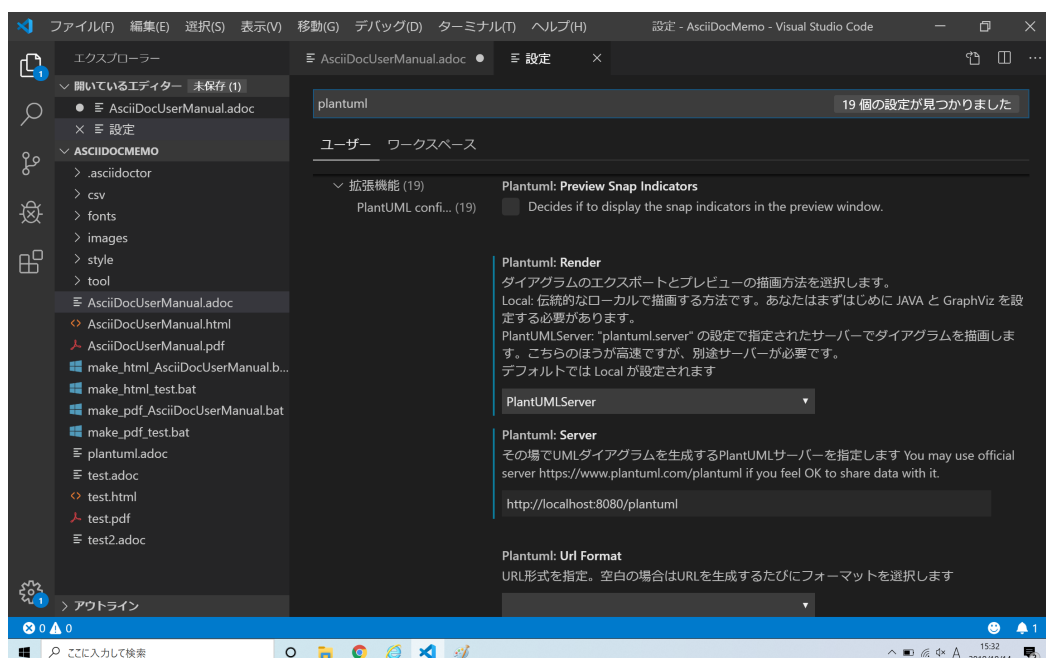 ファイル(F) 編集(E) 選択(S) 表示(V) 移動(G) デバッグ(D) ターミナル(T) ヘルプ(H) 設定 - AsciiDocMemo - Visual Studio Code
エクスプローラー
AsciiDocUserManual.adoc
設定
開いているエディター 未保存 (1)
AsciiDocUserManual.adoc
設定
ASCIIDOCMEMO
.asciidoctor
csv
fonts
images
style
tool
AsciiDocUserManual.adoc
AsciiDocUserManual.html
AsciiDocUserManual.pdf
make_html_AsciiDocUserManual.b...
make_html_test.bat
make_pdf_AsciiDocUserManual.bat
make_pdf_test.bat
plantuml.adoc
test.adoc
test.html
test.pdf
test2.adoc
アウトライン
1
1
plantuml
19 個の設定が見つかりました
ユーザー ワークスペース
拡張機能 (19)
PlantUML confi... (19)
Plantuml: Preview Snap Indicators
Decides if to display the snap indicators in the preview window.
Plantuml: Render
ダイアグラムのエクスポートとプレビューの描画方法を選択します。
Local: 伝統的なローカルで描画する方法です。あなたはまずはじめに JAVA と GraphViz を設
定する必要があります。
PlantUMLServer: "plantuml.server" の設定で指定されたサーバーでダイアグラムを描画しま
す。こちらのほうが高速ですが、別途サーバーが必要です。
デフォルトでは Local が設定されます
PlantUMLServer
Plantuml: Server
その場でUMLダイアグラムを生成するPlantUMLサーバーを指定します You may use official
server https://www.plantuml.com/plantuml if you feel OK to share data with it.
http://localhost:8080/plantuml
Plantuml: Url Format
URL形式を指定。空白の場合はURLを生成するたびにフォーマットを選択します
0 0
1
ここに入力して検索
A
15:32